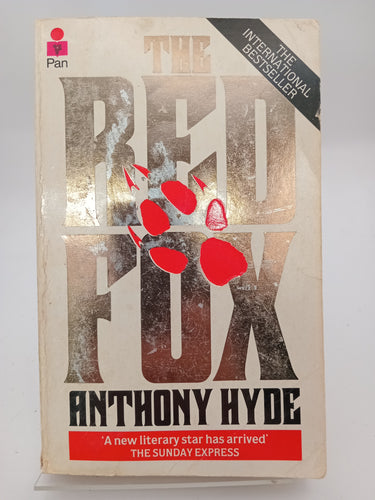 Pan
THE
INTERNATIONAL
BESTSELLER
THE
RED
FOX
ANTHONY HYDE
'A new literary star has arrived'
THE SUNDAY EXPRESS